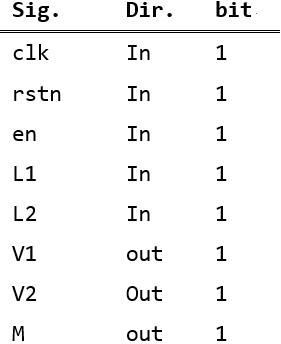 Sig. Dir. bit
clk In 1
rstn In 1
en In 1
L1 In 1
L2 In 1
V1 out 1
V2 Out 1
M out 1